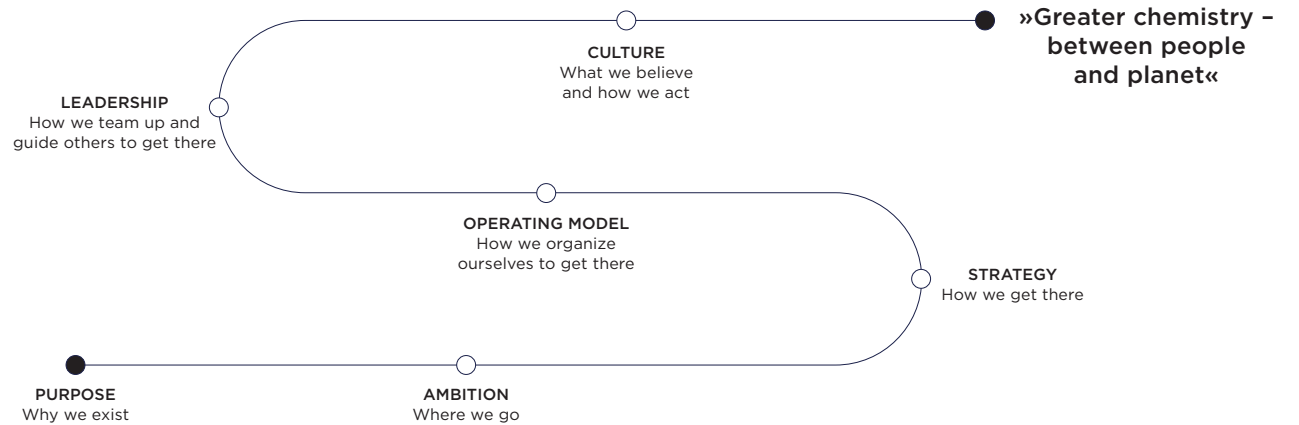 »Greater chemistry –
between people
and planet«
CULTURE
What we believe
and how we act
LEADERSHIP
How we team up and
guide others to get there
OPERATING MODEL
How we organize
ourselves to get there
STRATEGY
How we get there
PURPOSE
Why we exist
AMBITION
Where we go